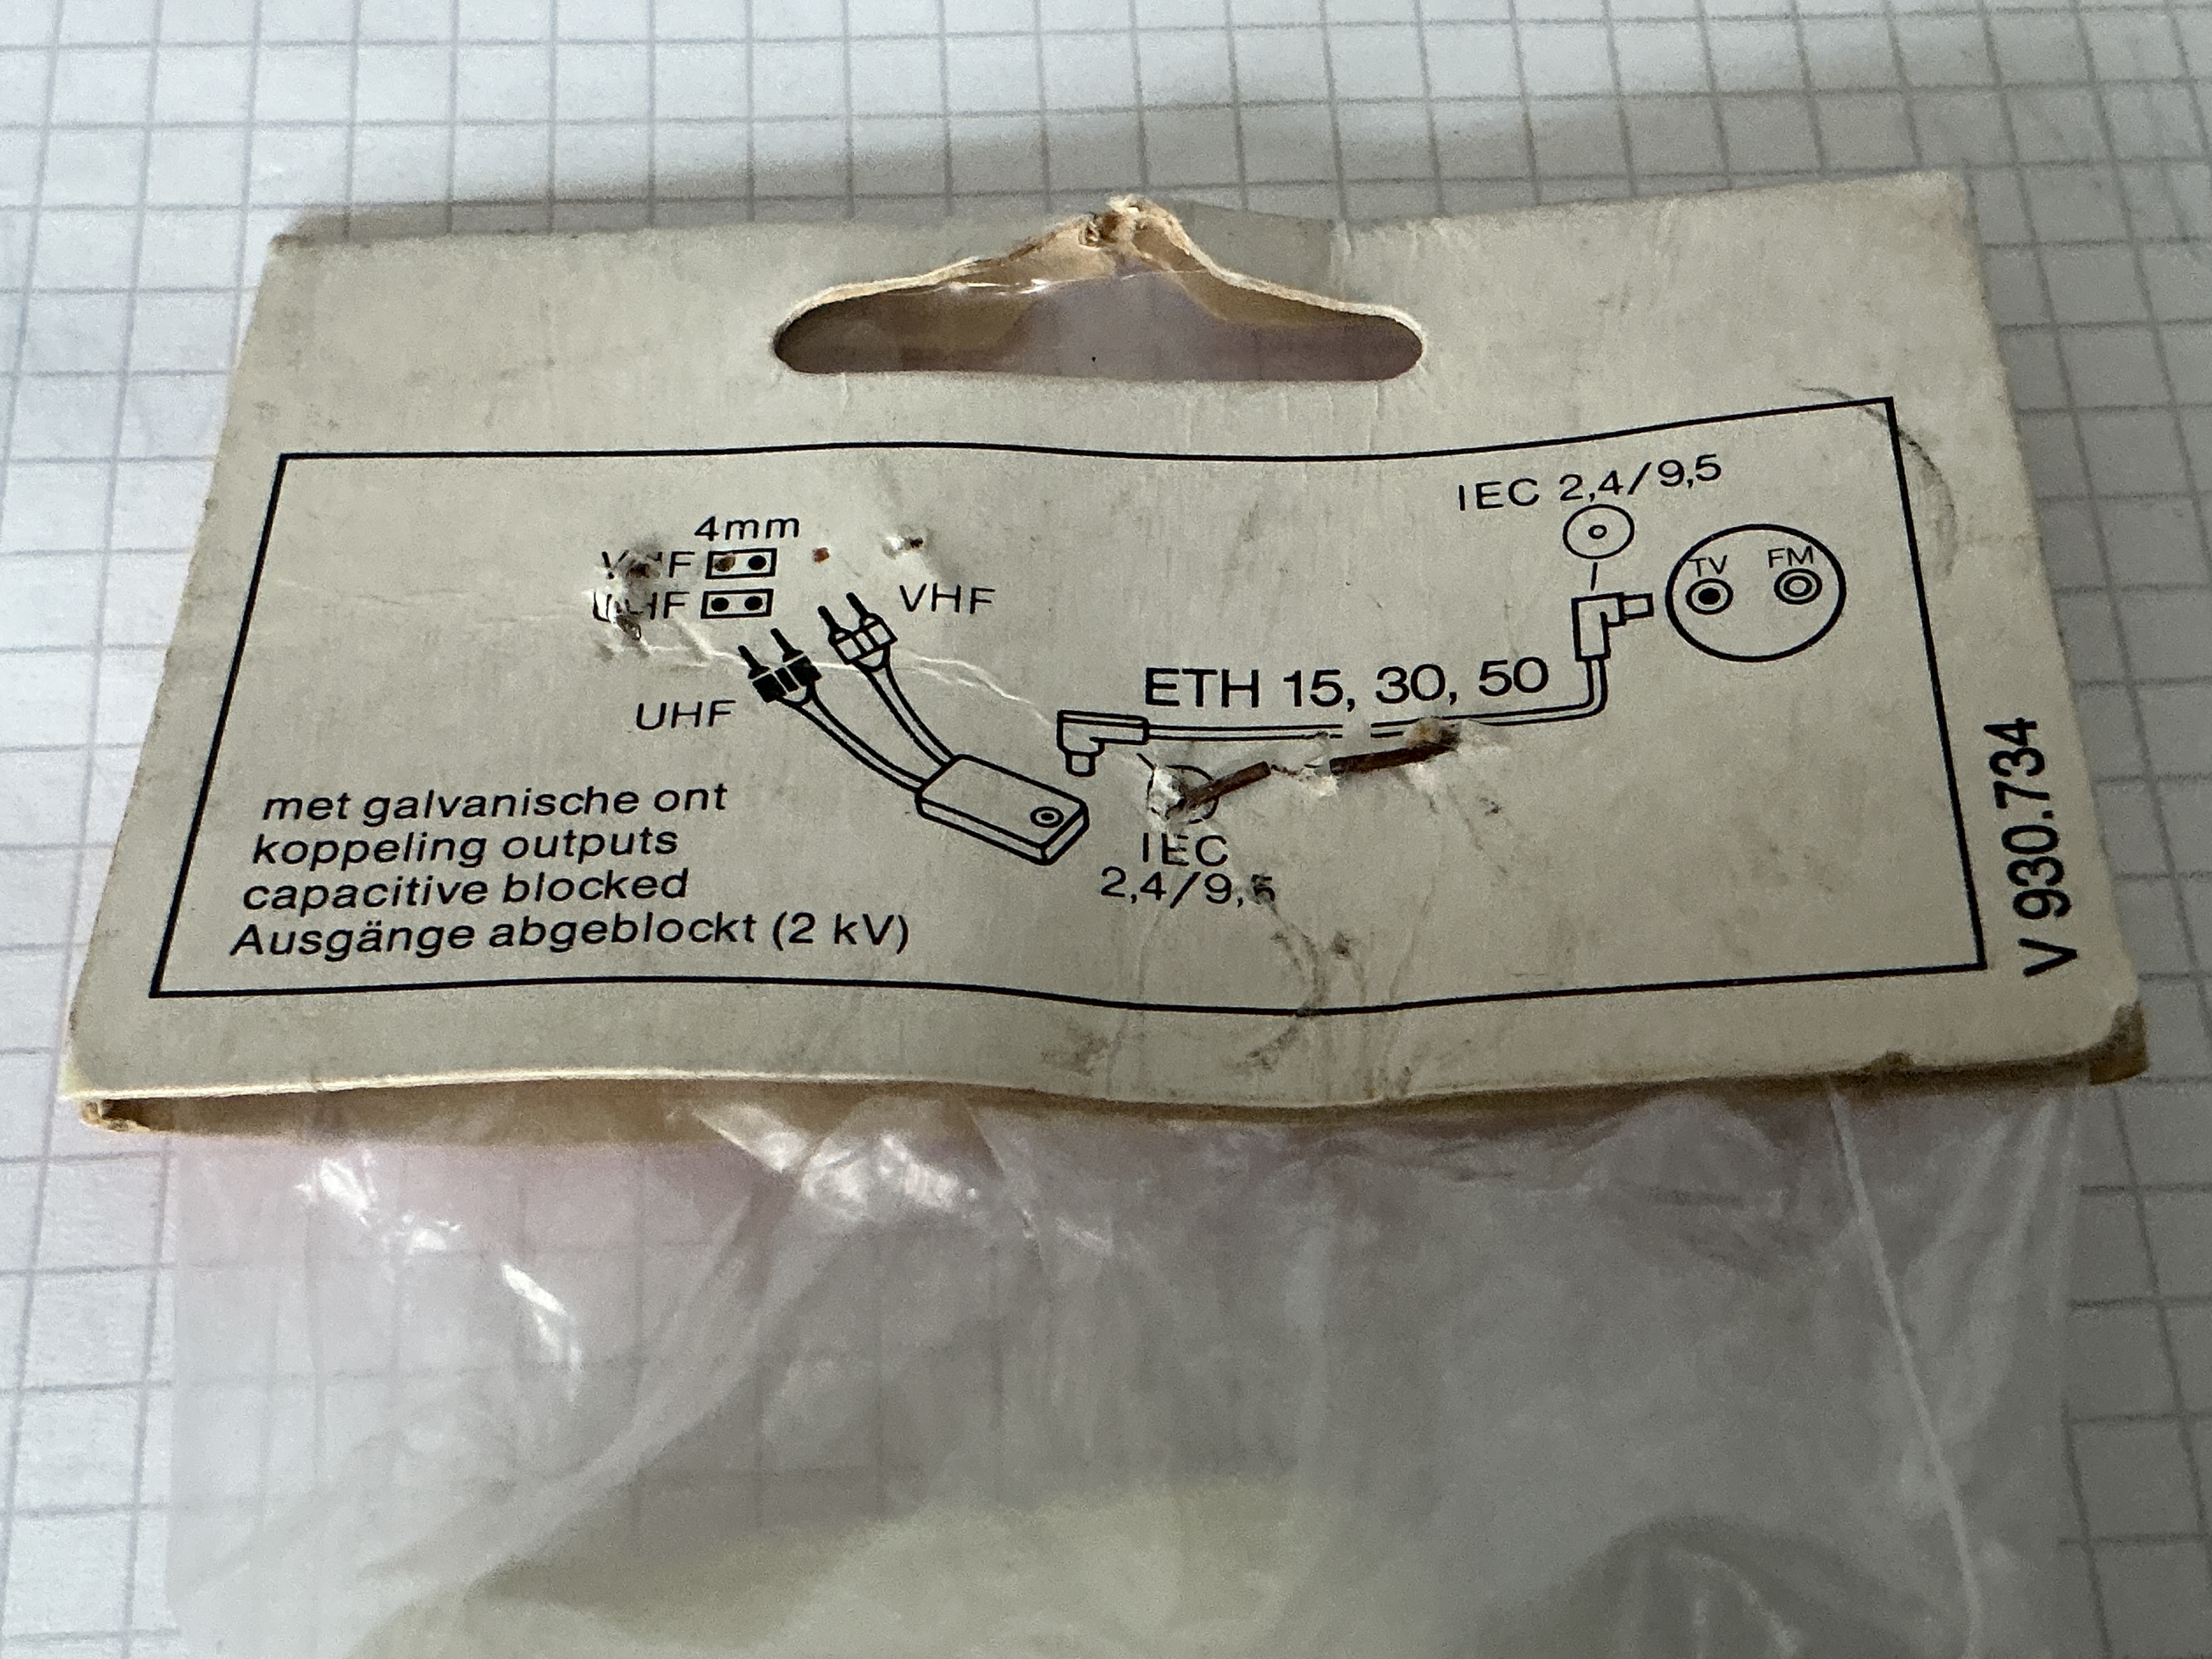 IEC 2,4/9,5
4mm
VHF
UHF
VHF
TV FM
UHF
ETH 15, 30, 50
IEC
2,4/9,5
met galvanische ont
koppeling outputs
capacitive blocked
Ausgänge abgeblockt (2 kV)
V 930.734